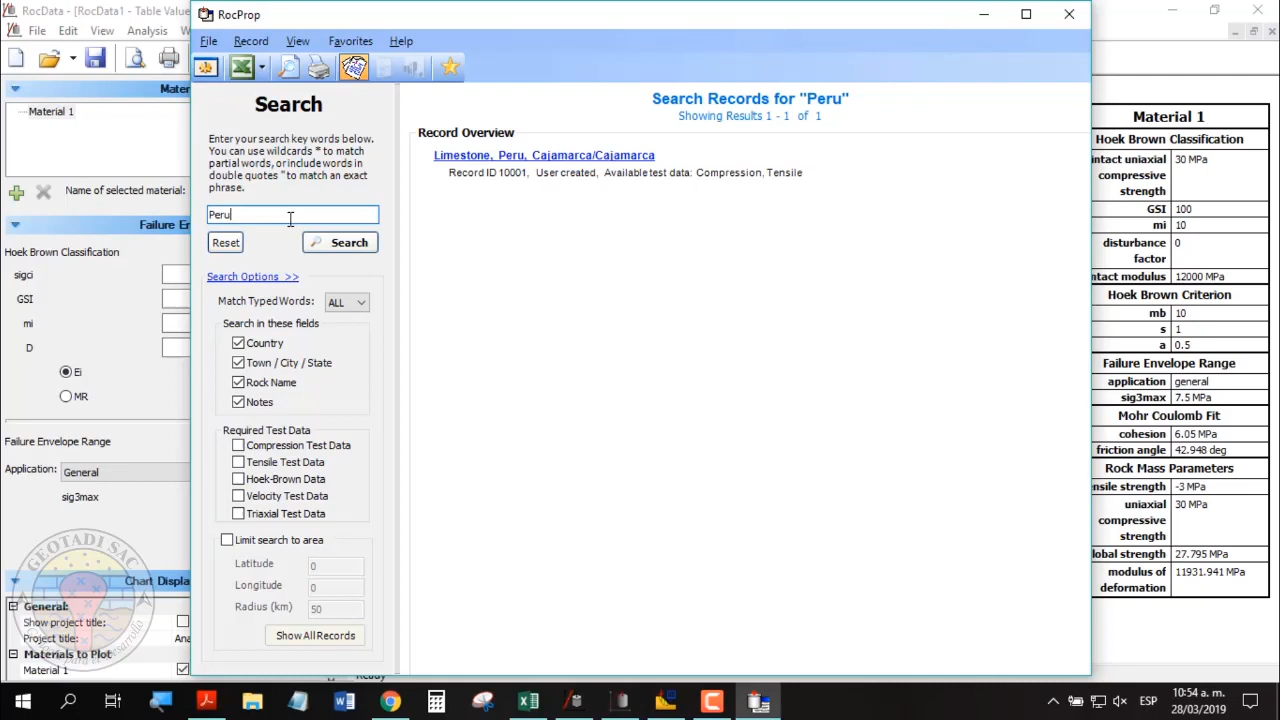 RocData - [RocData1 - Table Value
File Edit View Analysis W
Mater
Material 1
Name of selected material:
Failure En
Hoek Brown Classification
sigci
GSI
mi
D
Ei
MR
Failure Envelope Range
Application: General
sig3max
Chart Displa
General:
Show project title:
Project title: Ana
Materials to Plot
Material 1
Ready
GEOTADI SAC
RocProp
File Record View Favorites Help
Search
Enter your search key words below.
You can use wildcards * to match
partial words, or include words in
double quotes " to match an exact
phrase.
Peru
Reset Search
Search Options >>
Match Typed Words: ALL
Search in these fields
Country
Town / City / State
Rock Name
Notes
Required Test Data
Compression Test Data
Tensile Test Data
Hoek-Brown Data
Velocity Test Data
Triaxial Test Data
Limit search to area
Latitude 0
Longitude 0
Radius (km) 50
Show All Records
Search Records for "Peru"
Showing Results 1 - 1 of 1
Record Overview
Limestone, Peru, Cajamarca/Cajamarca
Record ID 10001, User created, Available test data: Compression, Tensile
Material 1
Hoek Brown Classification
intact uniaxial compressive strength 30 MPa
GSI 100
mi 10
disturbance factor 0
ntact modulus 12000 MPa
Hoek Brown Criterion
mb 10
s 1
a 0.5
Failure Envelope Range
application general
sig3max 7.5 MPa
Mohr Coulomb Fit
cohesion 6.05 MPa
friction angle 42.948 deg
Rock Mass Parameters
ensile strength -3 MPa
uniaxial compressive strength 30 MPa
lobal strength 27.795 MPa
modulus of deformation 11931.941 MPa
ESP
10:54 a. m.
28/03/2019